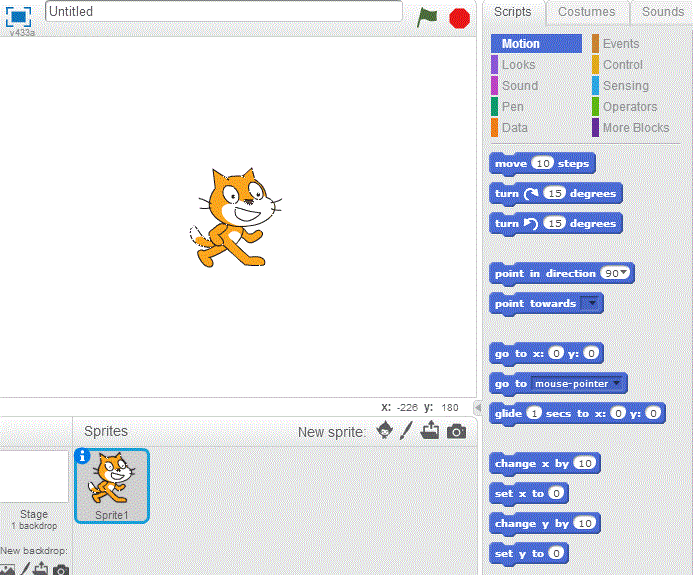 Untitled
v433a
Scripts
Costumes
Sounds
Motion
Events
Looks
Control
Sound
Sensing
Pen
Operators
Data
More Blocks
move 10 steps
turn 15 degrees
turn 15 degrees
point in direction 90
point towards
go to x: 0 y: 0
go to mouse-pointer
glide 1 secs to x: 0 y: 0
change x by 10
set x to 0
change y by 10
set y to 0
x: -226 y: 180
Sprites
New sprite:
Sprite1
Stage
1 backdrop
New backdrop: